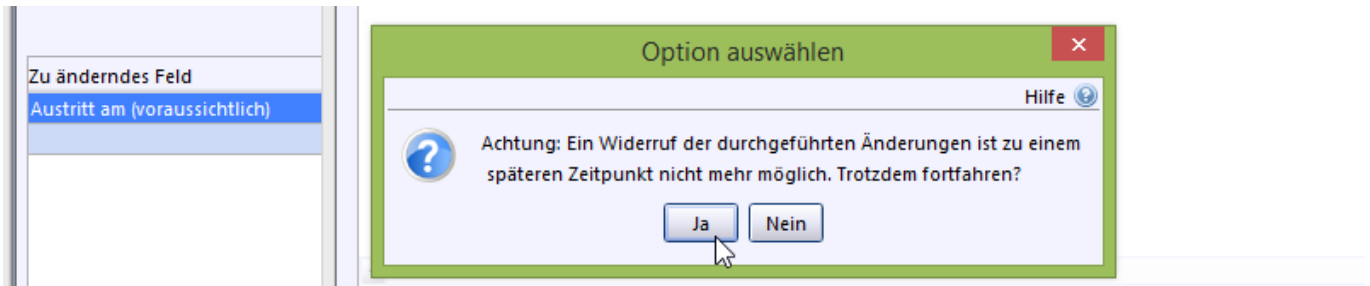 Option auswählen
Zu änderndes Feld
Austritt am (voraussichtlich)
Hilfe
Achtung: Ein Widerruf der durchgeführten Änderungen ist zu einem
späteren Zeitpunkt nicht mehr möglich. Trotzdem fortfahren?
Ja
Nein